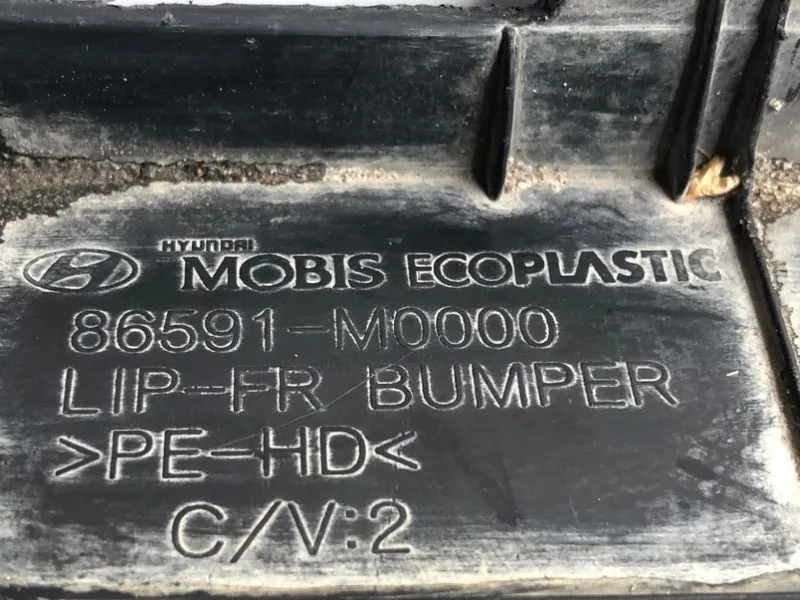 HYUNDAI
MOBIS ECOPLASTIC
86591-M0000
LIP-FR BUMPER
>PE-HD<
C/V:2